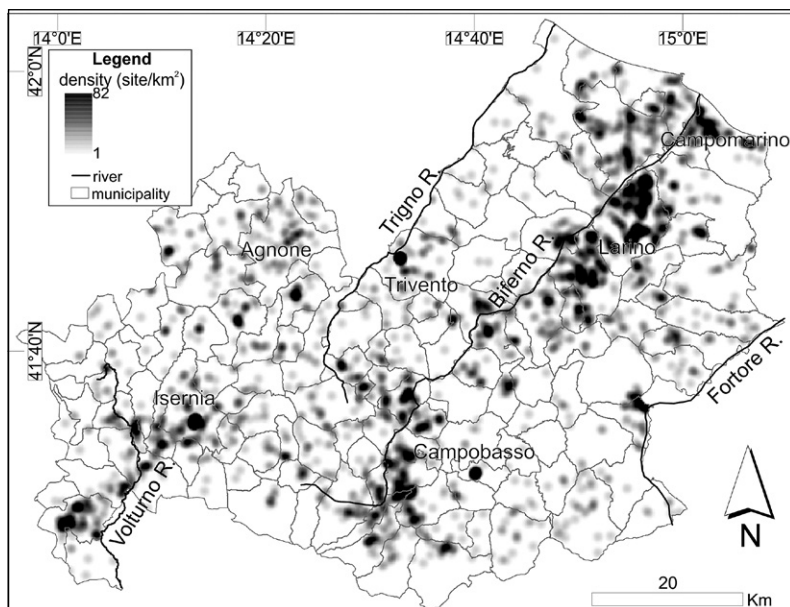 14°0'E
14°20'E
14°40'E
15°0'E
42°0'N
41°40'N
Legend
density (site/km²)
82
1
river
municipality
Campomarino
Trigno R.
Agnone
Larino
Biferno R.
Trivento
Fortore R.
Isernia
Campobasso
Volturno R.
N
20
Km